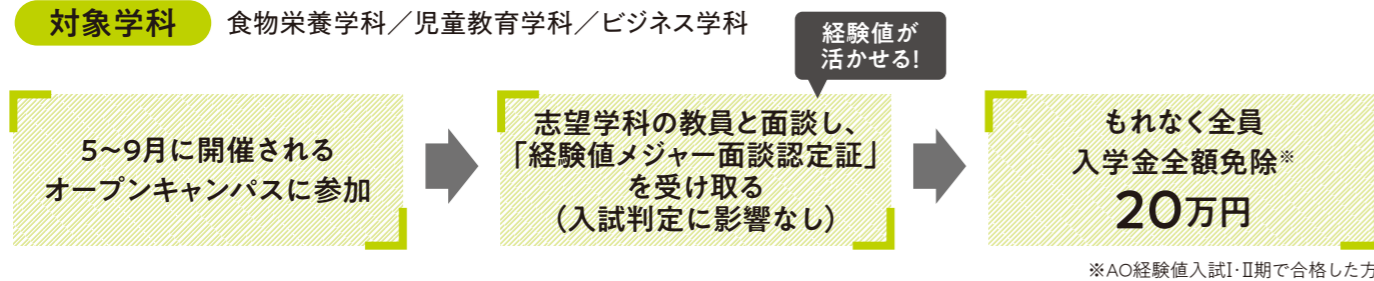 対象学科 食物栄養学科／児童教育学科／ビジネス学科
経験値が
活かせる!
5〜9月に開催される
オープンキャンパスに参加
志望学科の教員と面談し、
「経験値メジャー面談認定証」
を受け取る
（入試判定に影響なし）
もれなく全員
入学金全額免除※
20万円
※AO経験値入試Ⅰ・Ⅱ期で合格した方